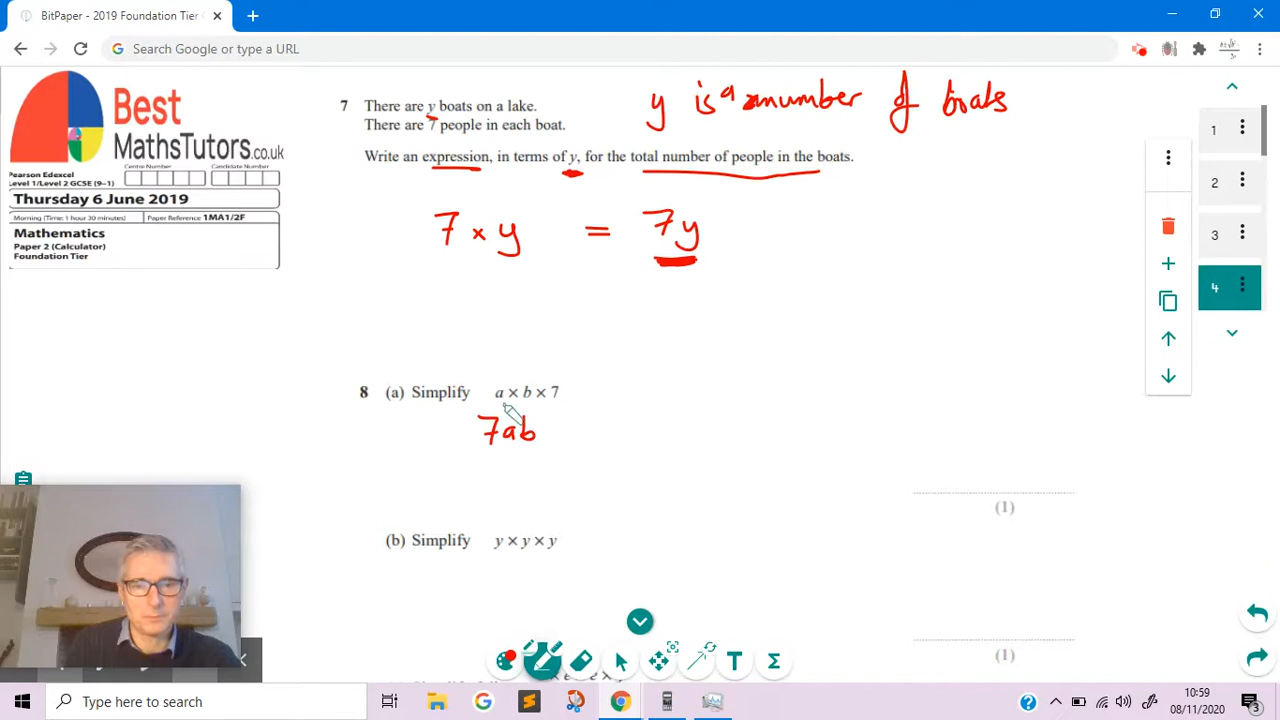 BitPaper - 2019 Foundation Tier
Search Google or type a URL
Best
MathsTutors.co.uk
Centre Number
Candidate Number
Pearson Edexcel
Level 1/Level 2 GCSE (9–1)
Thursday 6 June 2019
Morning (Time: 1 hour 30 minutes)
Paper Reference 1MA1/2F
Mathematics
Paper 2 (Calculator)
Foundation Tier
7 There are y boats on a lake.
There are 7 people in each boat.
y is a number of boats
Write an expression, in terms of y, for the total number of people in the boats.
7 × y = 7y
8 (a) Simplify a × b × 7
7ab
(1)
(b) Simplify y × y × y
(1)
1
2
3
4
T
Σ
Type here to search
10:59
08/11/2020
3